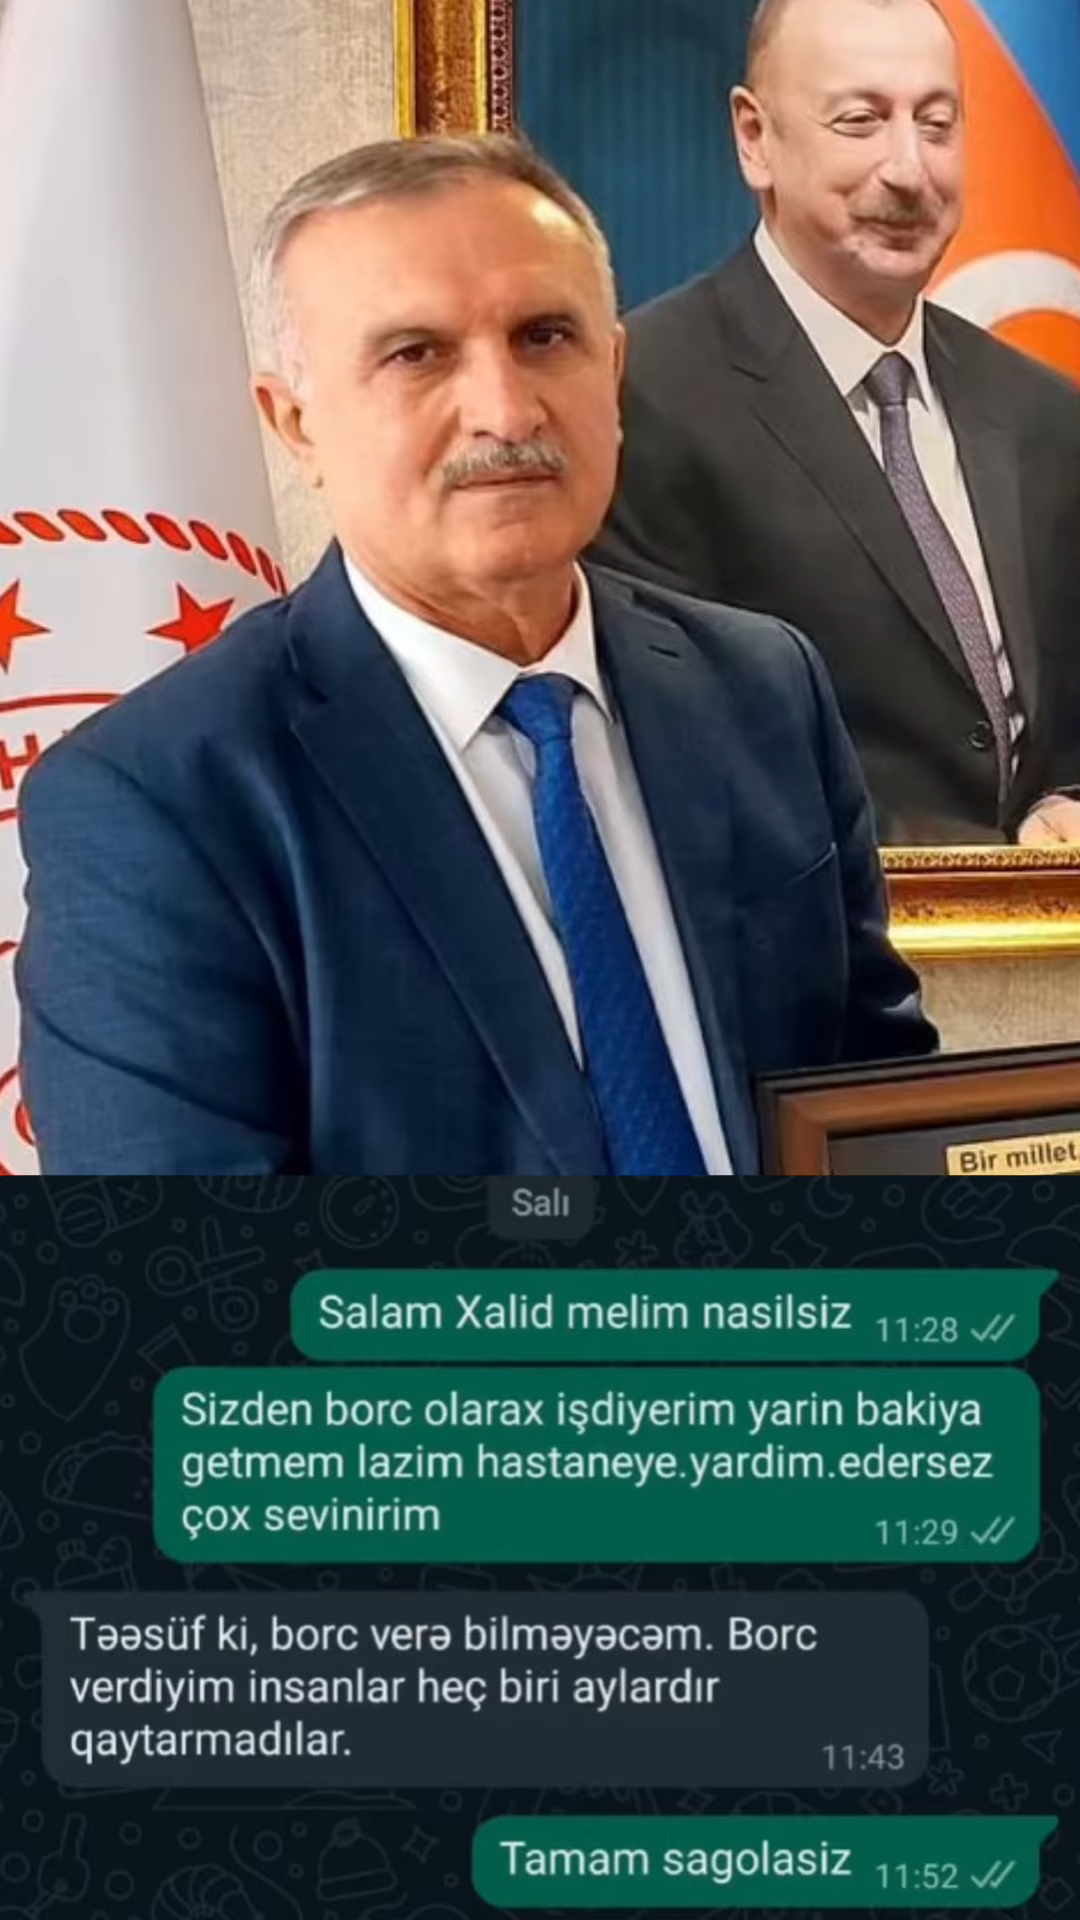 H
Bir millet,
Salı
Salam Xalid melim nasilsiz 11:28
Sizden borc olarax işdiyerim yarin bakiya
getmem lazim hastaneye.yardim.edersez
çox sevinirim 11:29
Təəsüf ki, borc verə bilməyəcəm. Borc
verdiyim insanlar heç biri aylardır
qaytarmadılar. 11:43
Tamam sagolasiz 11:52